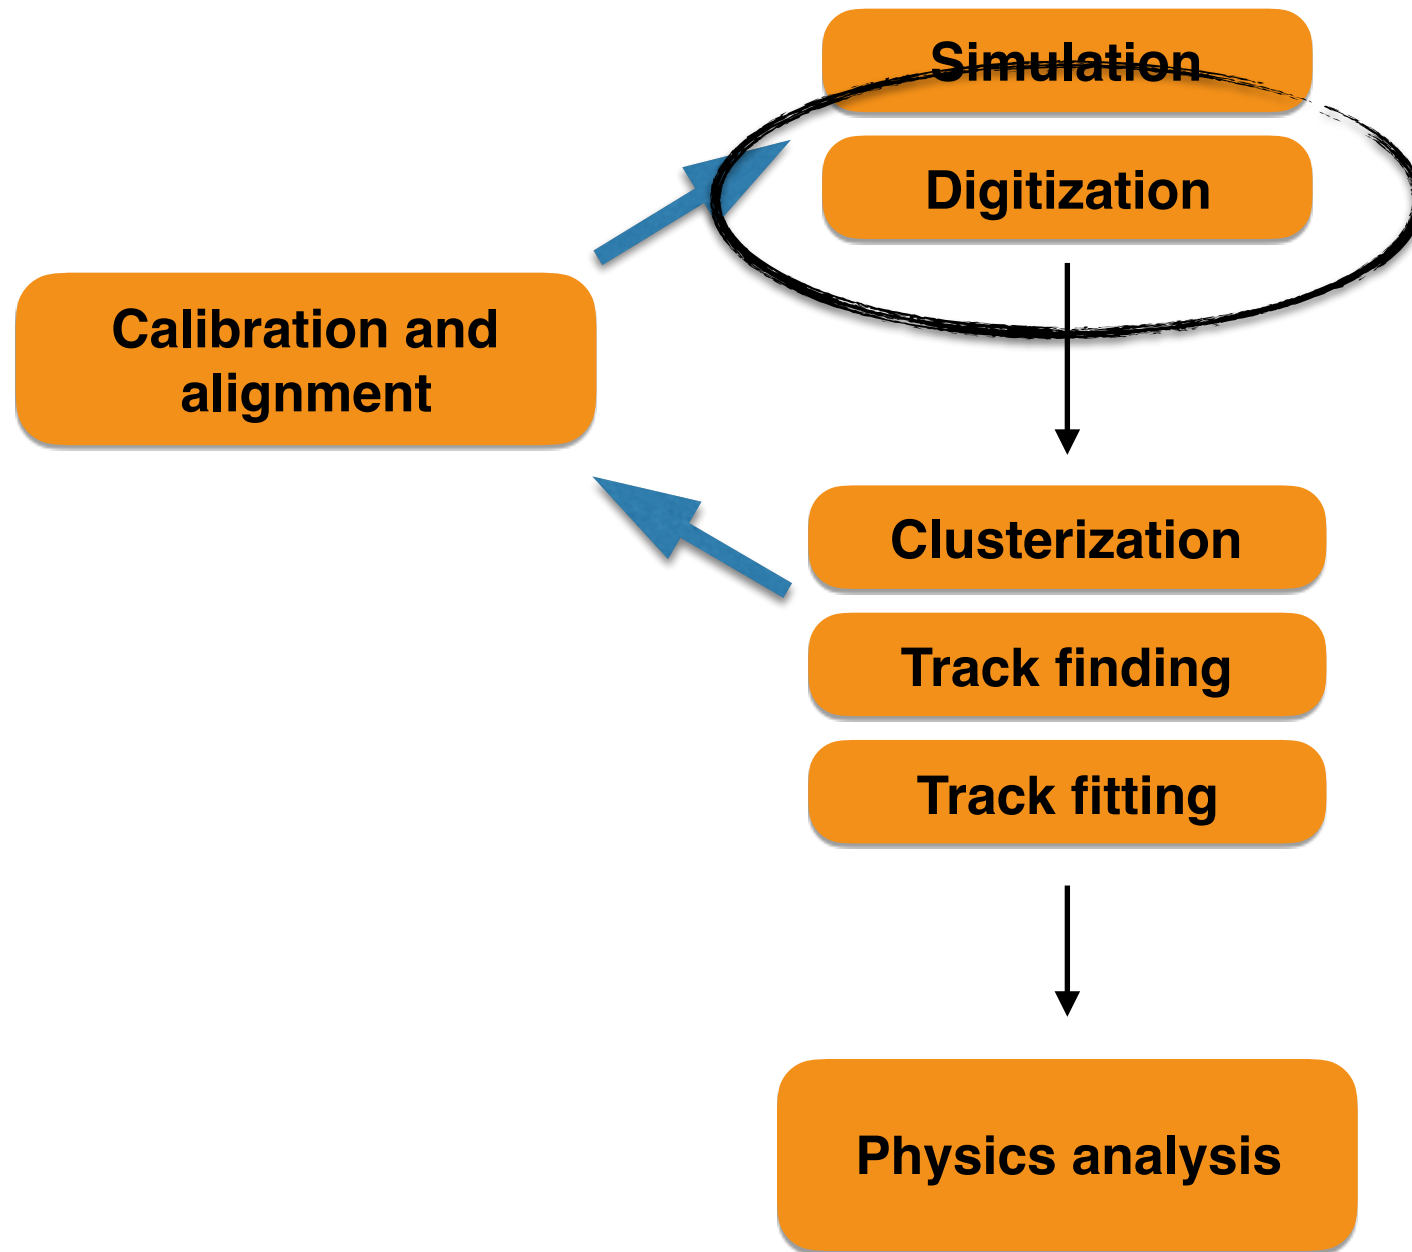 Simulation
Digitization
Calibration and
alignment
Clusterization
Track finding
Track fitting
Physics analysis